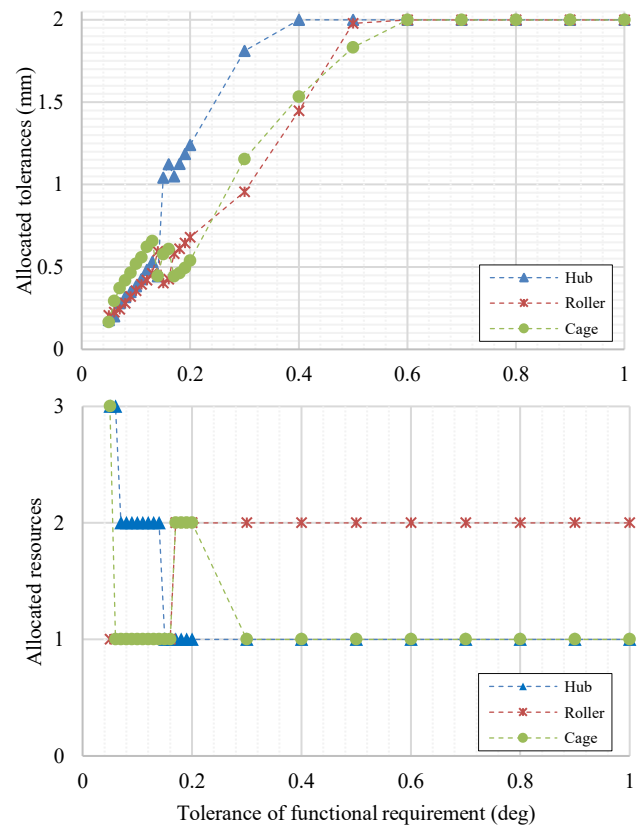 Allocated tolerances (mm)
2
1.5
1
0.5
0
0
0.2
0.4
0.6
0.8
1
Hub
Roller
Cage
Allocated resources
3
2
1
0
0
0.2
0.4
0.6
0.8
1
Hub
Roller
Cage
Tolerance of functional requirement (deg)